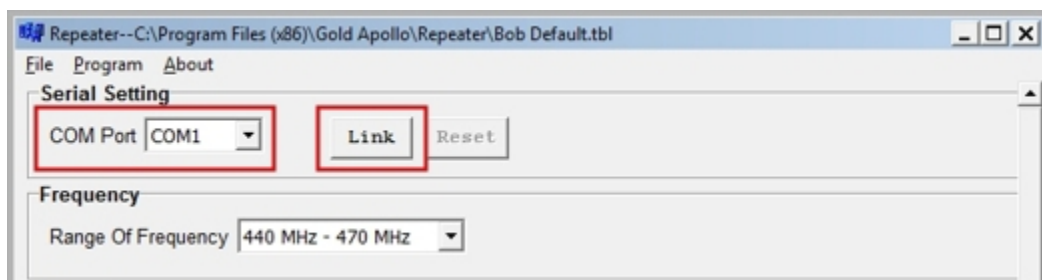 Repeater--C:\Program Files (x86)\Gold Apollo\Repeater\Bob Default.tbl
File Program About
Serial Setting
COM Port COM1 Link Reset
Frequency
Range Of Frequency 440 MHz - 470 MHz